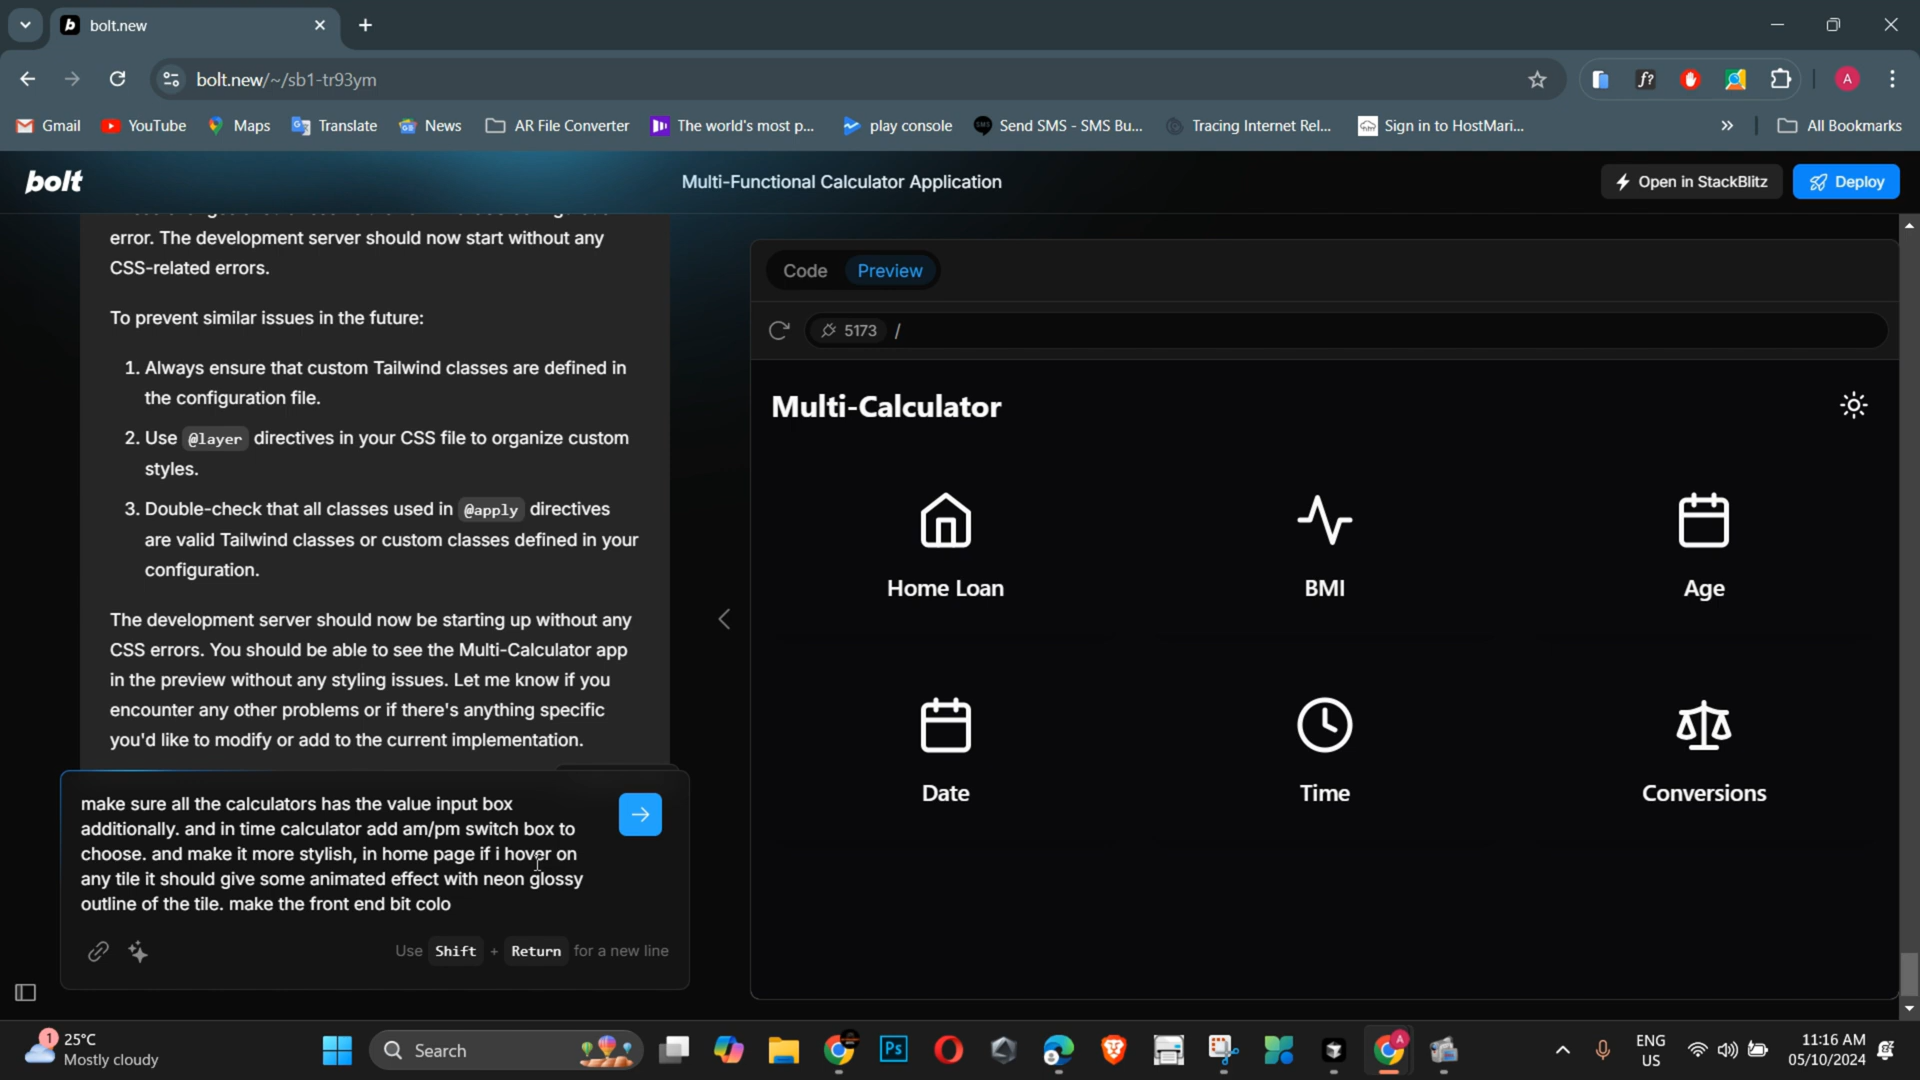 bolt.new
bolt.new/~/sb1-tr93ym
f?
A
Gmail
YouTube
Maps
Translate
News
AR File Converter
The world's most p...
play console
Send SMS - SMS Bu...
Tracing Internet Rel...
Sign in to HostMari...
All Bookmarks
bolt
Multi-Functional Calculator Application
Open in StackBlitz
Deploy
error. The development server should now start without any
CSS-related errors.
To prevent similar issues in the future:
1. Always ensure that custom Tailwind classes are defined in
the configuration file.
2. Use @layer directives in your CSS file to organize custom
styles.
3. Double-check that all classes used in @apply directives
are valid Tailwind classes or custom classes defined in your
configuration.
The development server should now be starting up without any
CSS errors. You should be able to see the Multi-Calculator app
in the preview without any styling issues. Let me know if you
encounter any other problems or if there's anything specific
you'd like to modify or add to the current implementation.
make sure all the calculators has the value input box
additionally. and in time calculator add am/pm switch box to
choose. and make it more stylish, in home page if i hover on
any tile it should give some animated effect with neon glossy
outline of the tile. make the front end bit colo
Use Shift + Return for a new line
Code
Preview
5173 /
Multi-Calculator
Home Loan
BMI
Age
Date
Time
Conversions
1
25°C
Mostly cloudy
Search
Ps
A
ENG
US
11:16 AM
05/10/2024